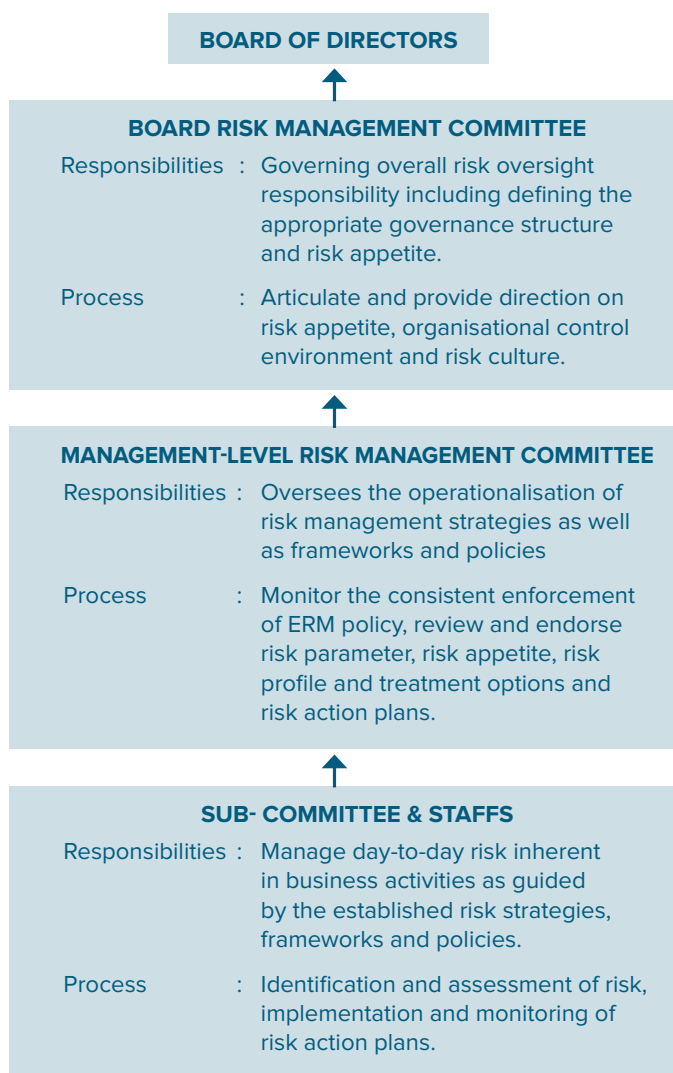 BOARD OF DIRECTORS
BOARD RISK MANAGEMENT COMMITTEE
Responsibilities : Governing overall risk oversight
responsibility including defining the
appropriate governance structure
and risk appetite.
Process : Articulate and provide direction on
risk appetite, organisational control
environment and risk culture.
MANAGEMENT-LEVEL RISK MANAGEMENT COMMITTEE
Responsibilities : Oversees the operationalisation of
risk management strategies as well
as frameworks and policies
Process : Monitor the consistent enforcement
of ERM policy, review and endorse
risk parameter, risk appetite, risk
profile and treatment options and
risk action plans.
SUB- COMMITTEE & STAFFS
Responsibilities : Manage day-to-day risk inherent
in business activities as guided
by the established risk strategies,
frameworks and policies.
Process : Identification and assessment of risk,
implementation and monitoring of
risk action plans.